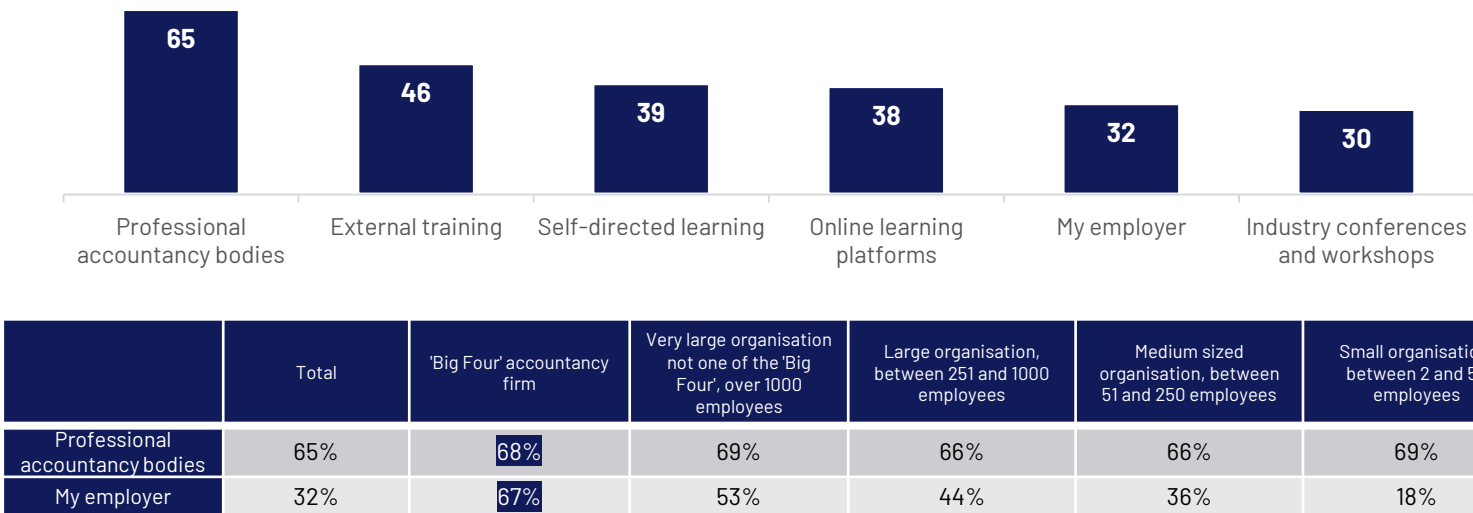 65
46
39
38
32
30
Professional
accountancy bodies
External training
Self-directed learning
Online learning
platforms
My employer
Industry conferences
and workshops
Total
'Big Four' accountancy
firm
Very large organisation
not one of the 'Big
Four', over 1000
employees
Large organisation,
between 251 and 1000
employees
Medium sized
organisation, between
51 and 250 employees
Small
between 2 and
employees
Professional
accountancy bodies
65%
68%
69%
66%
66%
69%
My employer
32%
67%
53%
44%
36%
18%